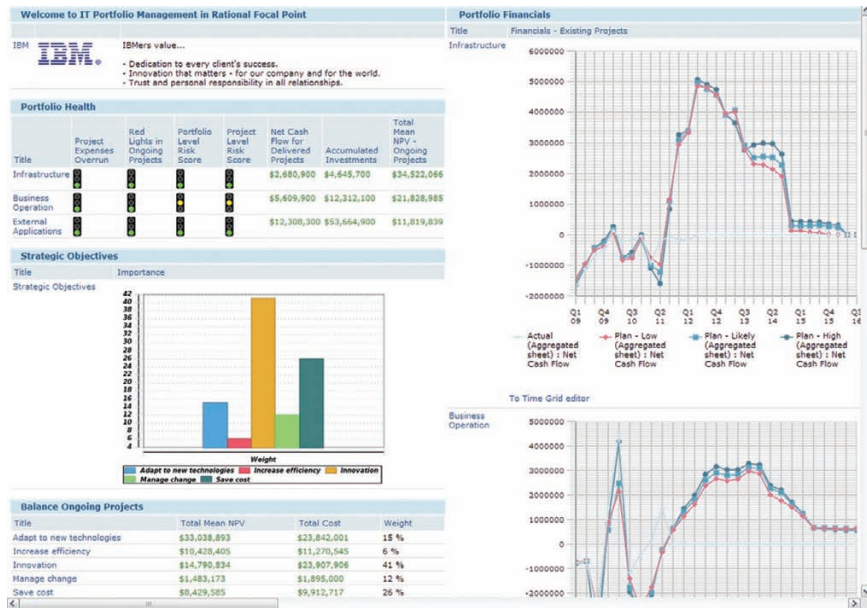 Welcome to IT Portfolio Management in Rational Focal Point
IBM
IBM®
IBMers value...
- Dedication to every client's success.
- Innovation that matters - for our company and for the world.
- Trust and personal responsibility in all relationships.
Portfolio Health
Title Project Expenses Overrun Red Lights in Ongoing Projects Portfolio Level Risk Score Project Level Risk Score Net Cash Flow for Delivered Projects Accumulated Investments Total Mean NPV - Ongoing Projects
Infrastructure $2,680,900 $4,645,700 $34,522,066
Business Operation $5,609,900 $12,312,100 $21,828,985
External Applications $12,308,300 $53,664,900 $11,819,839
Strategic Objectives
Title Importance
Strategic Objectives
42
40
38
36
34
32
30
28
26
24
22
20
18
16
14
12
10
8
6
4
Weight
Adapt to new technologies Increase efficiency Innovation
Manage change Save cost
Balance Ongoing Projects
Title Total Mean NPV Total Cost Weight
Adapt to new technologies $33,038,893 $23,842,001 15 %
Increase efficiency $10,428,405 $11,270,545 6 %
Innovation $14,790,834 $23,907,906 41 %
Manage change $1,483,173 $1,895,000 12 %
Save cost $8,429,585 $9,912,717 26 %
Portfolio Financials
Title Financials - Existing Projects
Infrastructure
6000000
5000000
4000000
3000000
2000000
1000000
0
-1000000
-2000000
Q1 Q4 Q3 Q2 Q1 Q4 Q3 Q2 Q1 Q3
09 09 10 11 12 12 13 14 15 16
Actual Plan - Low Plan - Likely Plan - High
(Aggregated (Aggregated (Aggregated (Aggregated
sheet) : Net sheet) : Net sheet) : Net sheet) : Net
Cash Flow Cash Flow Cash Flow Cash Flow
To Time Grid editor
Business
Operation
5000000
4000000
3000000
2000000
1000000
0
-1000000
-2000000